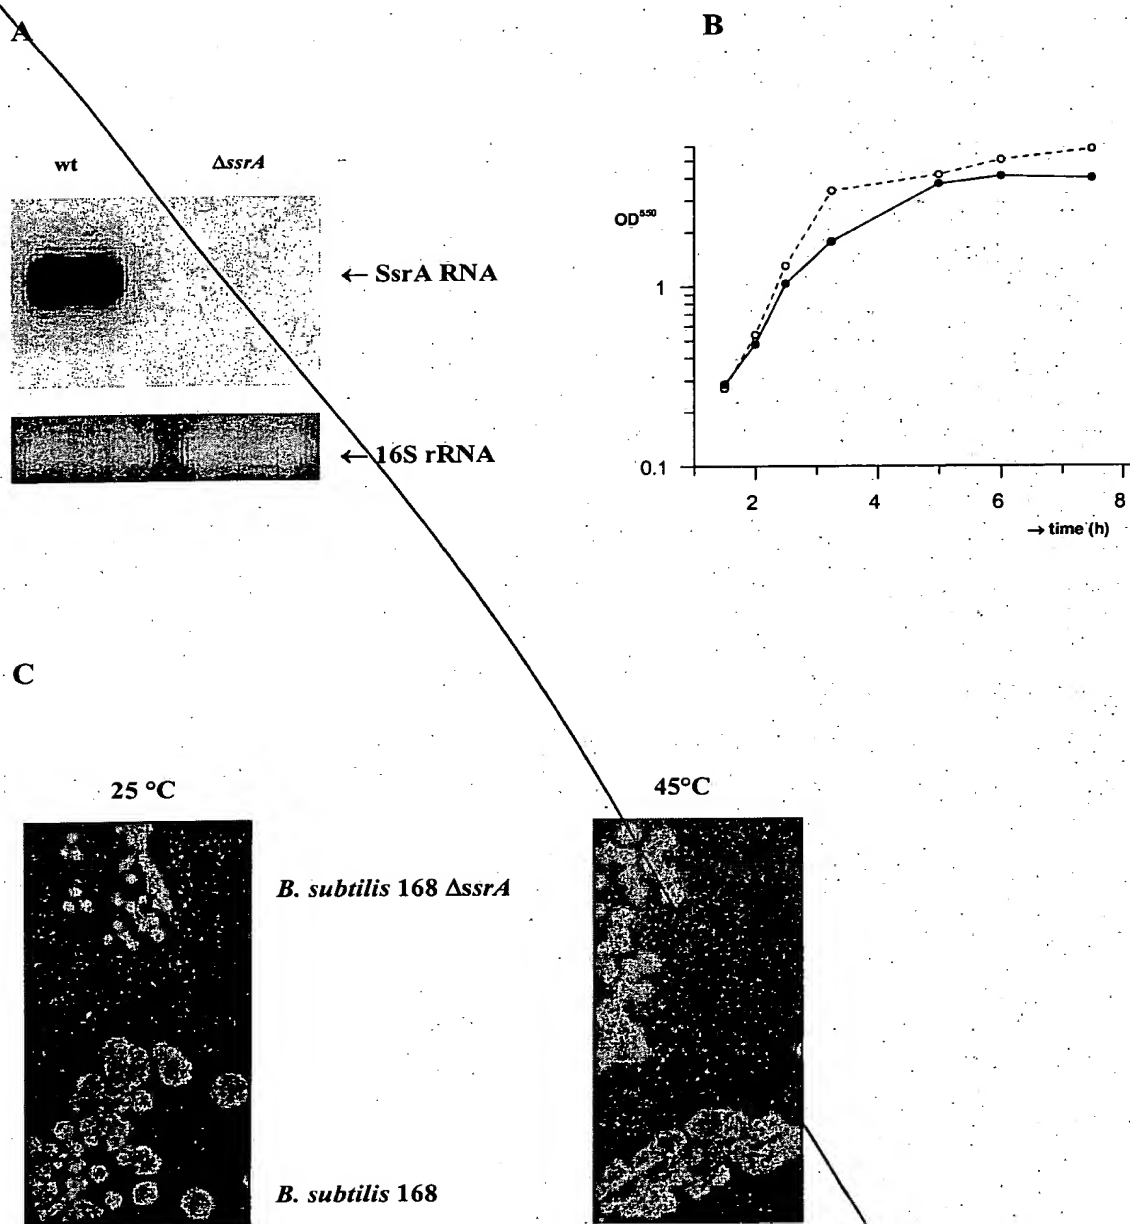 A
wt ΔssrA
← SsrA RNA
← 16S rRNA
B
OD⁵⁵⁰
1
0.1
2 4 6 8
→ time (h)
C
25 °C
45°C
B. subtilis 168 ΔssrA
B. subtilis 168